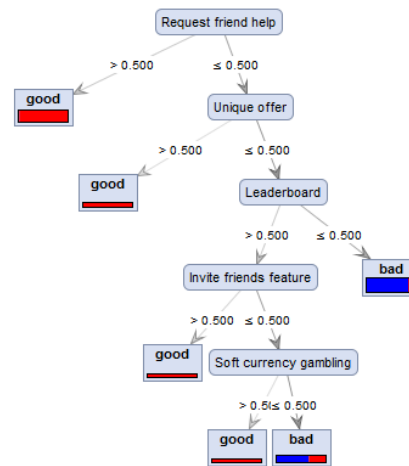 Request friend help
> 0.500
≤ 0.500
good
Unique offer
> 0.500
≤ 0.500
good
Leaderboard
> 0.500
≤ 0.500
Invite friends feature
bad
> 0.500
≤ 0.500
good
Soft currency gambling
> 0.50
≤ 0.500
good
bad